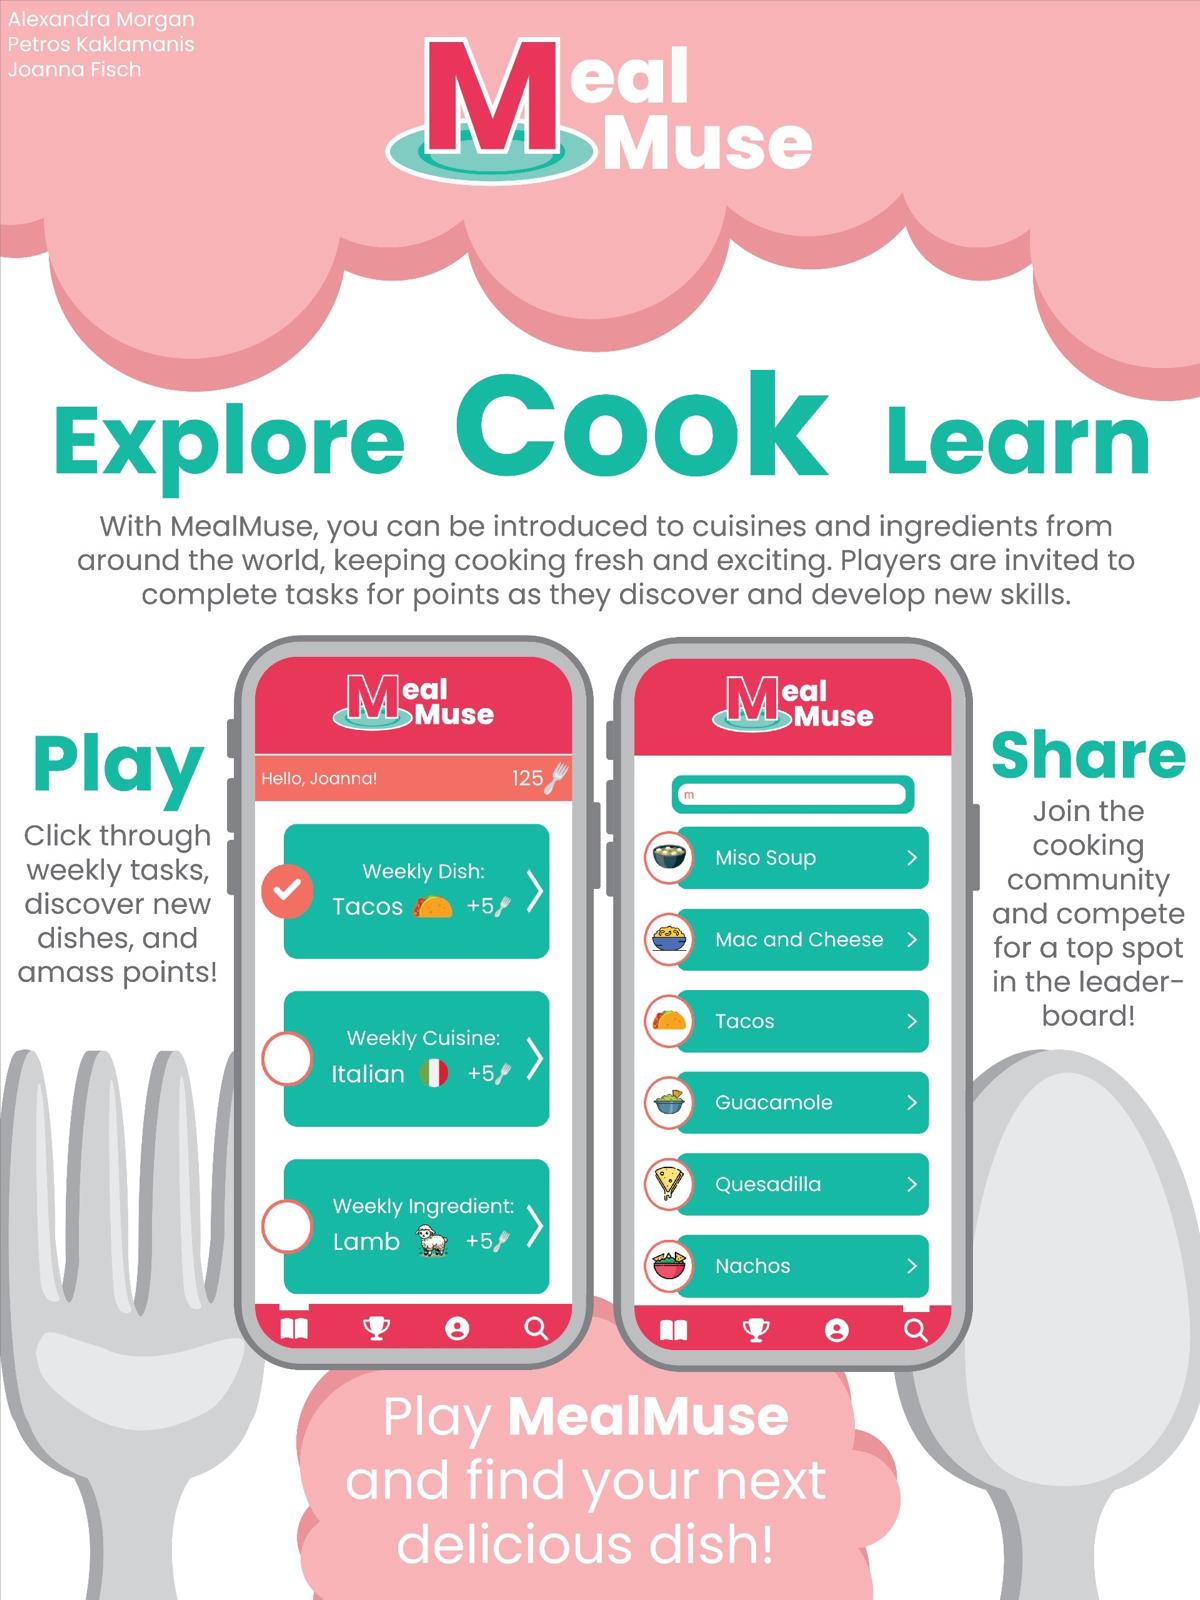 Alexandra Morgan
Petros Kaklamanis
Joanna Fisch
Meal
Muse
Explore Cook Learn
With MealMuse, you can be introduced to cuisines and ingredients from
around the world, keeping cooking fresh and exciting. Players are invited to
complete tasks for points as they discover and develop new skills.
Play
Click through
weekly tasks,
discover new
dishes, and
amass points!
Meal
Muse
Hello, Joanna! 125
Weekly Dish:
Tacos +5
Weekly Cuisine:
Italian +5
Weekly Ingredient:
Lamb +5
Meal
Muse
m
Miso Soup
Mac and Cheese
Tacos
Guacamole
Quesadilla
Nachos
Share
Join the
cooking
community
and compete
for a top spot
in the leader-
board!
Play MealMuse
and find your next
delicious dish!